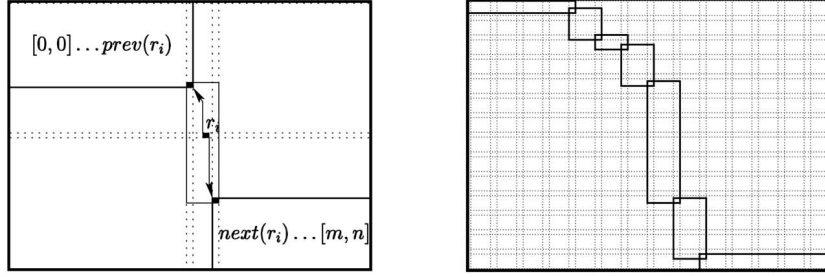 [0, 0] … prev(r_i)
r_i
next(r_i) … [m, n]